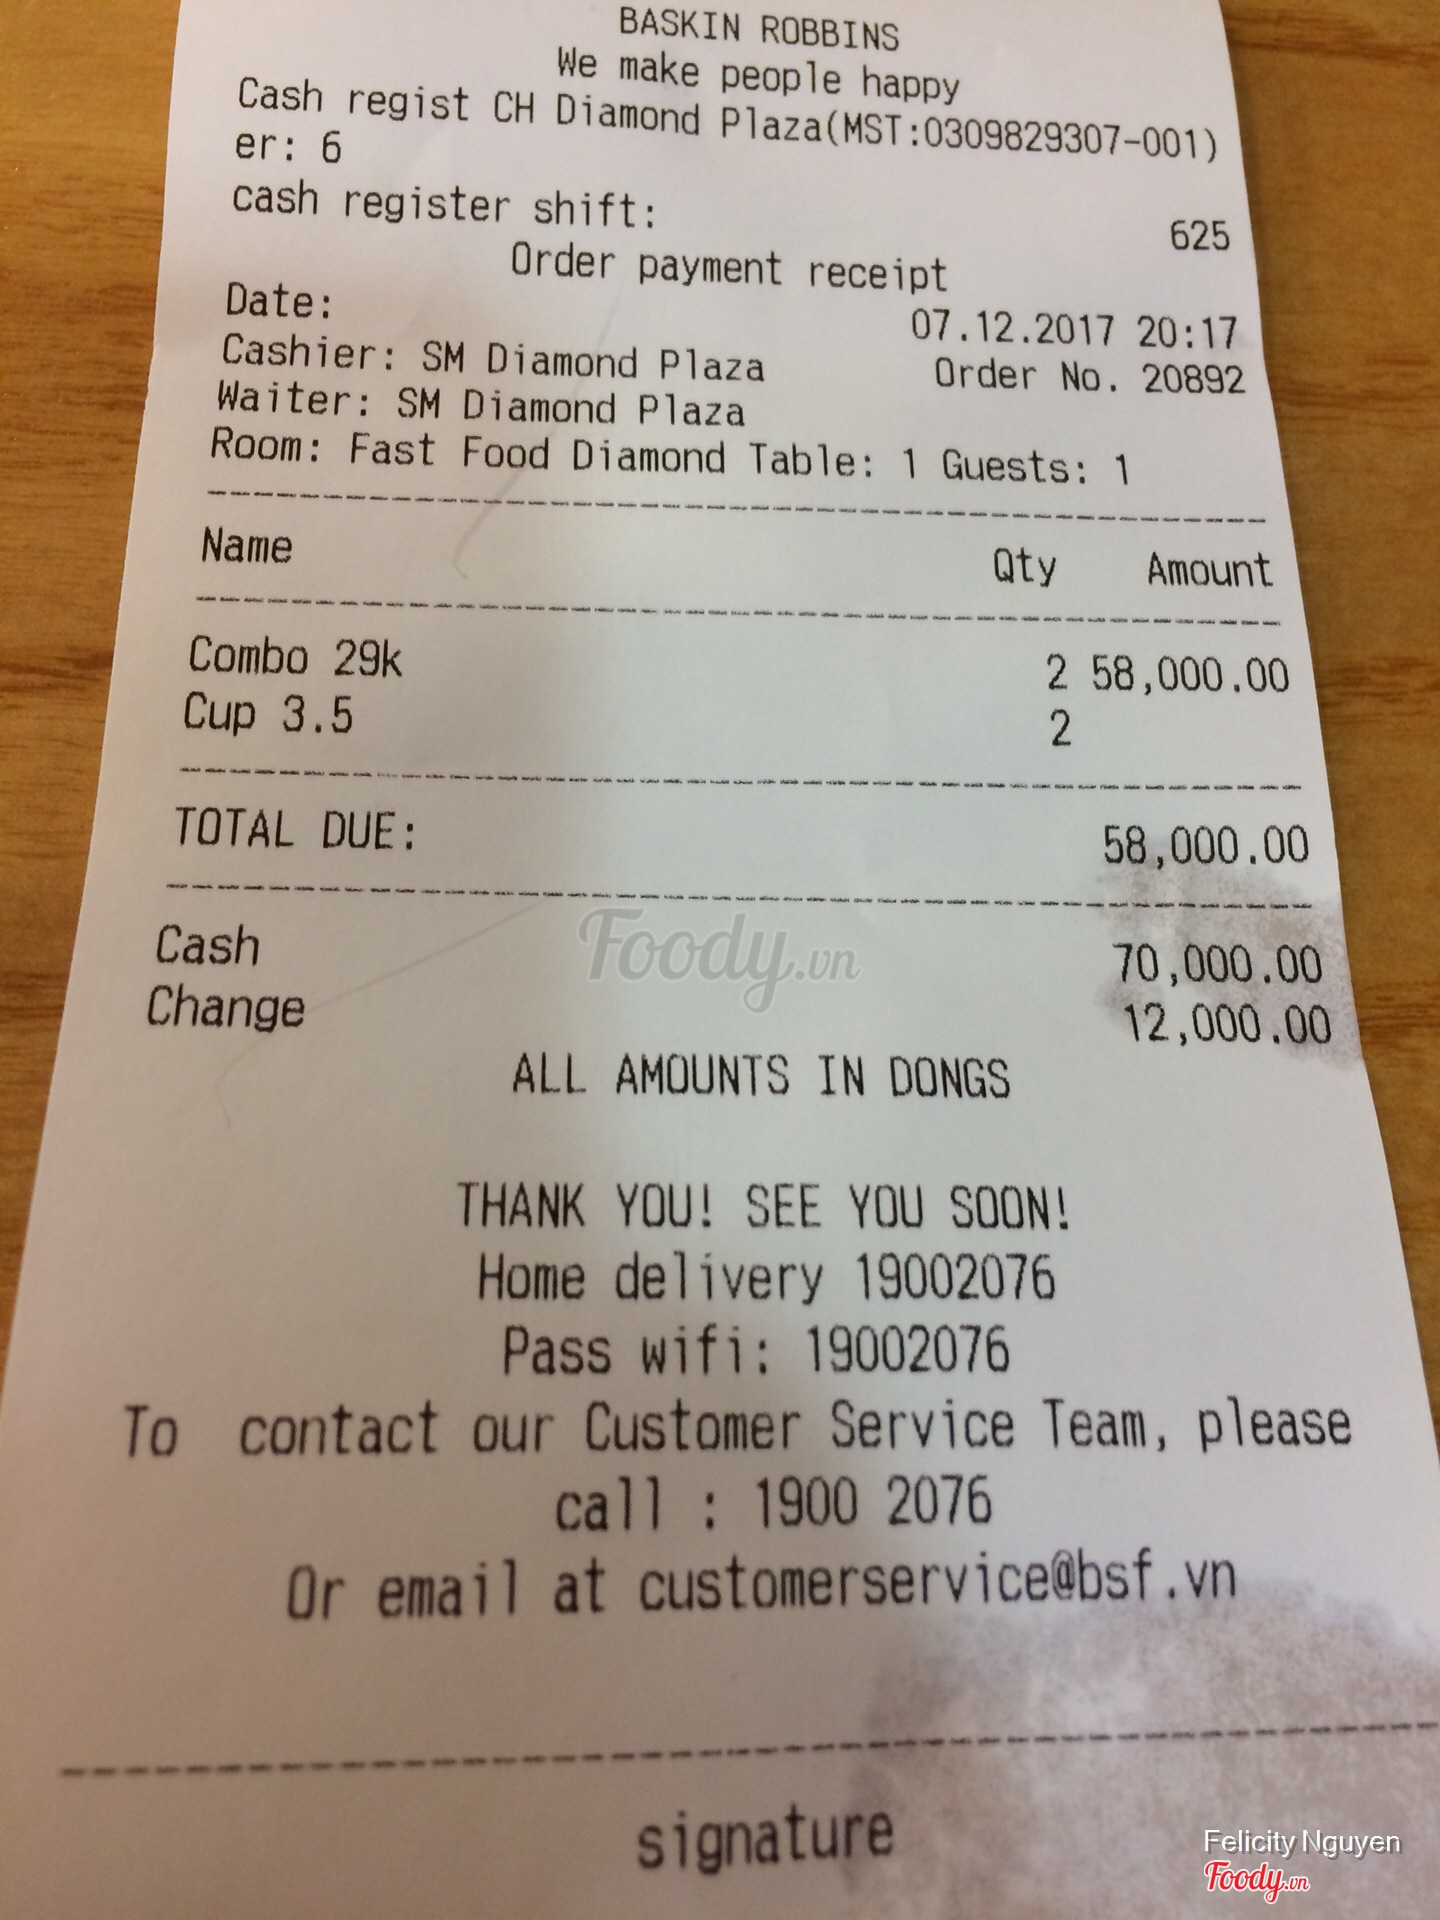 BASKIN ROBBINS
We make people happy
Cash regist CH Diamond Plaza(MST:0309829307-001)
er: 6
cash register shift: 625
Order payment receipt
Date: 07.12.2017 20:17
Cashier: SM Diamond Plaza Order No. 20892
Waiter: SM Diamond Plaza
Room: Fast Food Diamond Table: 1 Guests: 1
Name Qty Amount
Combo 29k 2 58,000.00
Cup 3.5 2
TOTAL DUE: 58,000.00
Foody.vn
Cash 70,000.00
Change 12,000.00
ALL AMOUNTS IN DONGS
THANK YOU! SEE YOU SOON!
Home delivery 19002076
Pass wifi: 19002076
To contact our Customer Service Team, please
call : 1900 2076
Or email at customerservice@bsf.vn
signature
Felicity Nguyen
Foody.vn